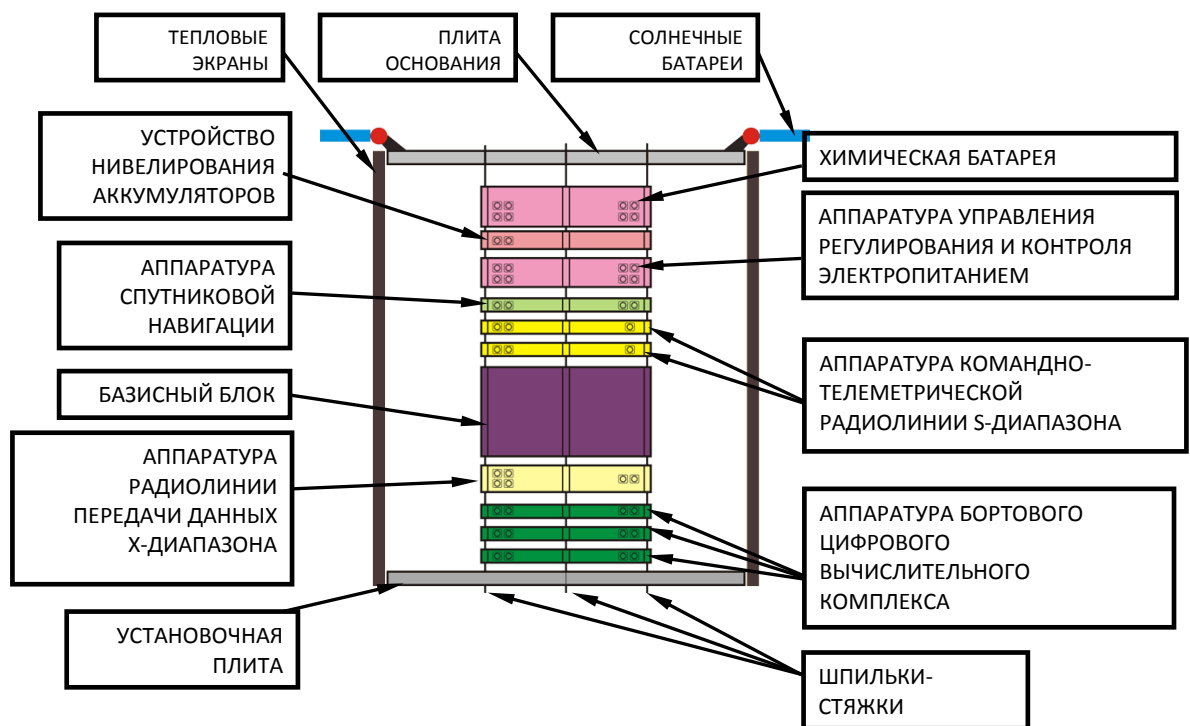 ТЕПЛОВЫЕ
ЭКРАНЫ
ПЛИТА
ОСНОВАНИЯ
СОЛНЕЧНЫЕ
БАТАРЕИ
УСТРОЙСТВО
НИВЕЛИРОВАНИЯ
АККУМУЛЯТОРОВ
ХИМИЧЕСКАЯ БАТАРЕЯ
АППАРАТУРА УПРАВЛЕНИЯ
РЕГУЛИРОВАНИЯ И КОНТРОЛЯ
ЭЛЕКТРОПИТАНИЕМ
АППАРАТУРА
СПУТНИКОВОЙ
НАВИГАЦИИ
АППАРАТУРА КОМАНДНО-
ТЕЛЕМЕТРИЧЕСКОЙ
РАДИОЛИНИИ S-ДИАПАЗОНА
БАЗИСНЫЙ БЛОК
АППАРАТУРА
РАДИОЛИНИИ
ПЕРЕДАЧИ ДАННЫХ
Х-ДИАПАЗОНА
АППАРАТУРА БОРТОВОГО
ЦИФРОВОГО
ВЫЧИСЛИТЕЛЬНОГО
КОМПЛЕКСА
УСТАНОВОЧНАЯ
ПЛИТА
ШПИЛЬКИ-
СТЯЖКИ